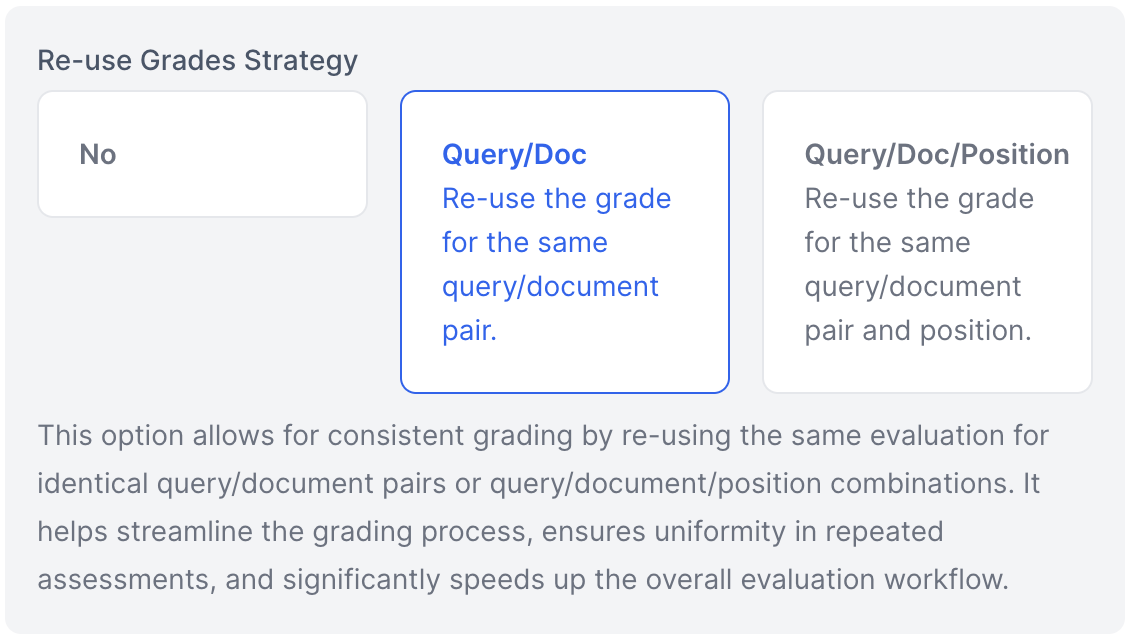 Re-use Grades Strategy
No
Query/Doc
Re-use the grade
for the same
query/document
pair.
Query/Doc/Position
Re-use the grade
for the same
query/document
pair and position.
This option allows for consistent grading by re-using the same evaluation for
identical query/document pairs or query/document/position combinations. It
helps streamline the grading process, ensures uniformity in repeated
assessments, and significantly speeds up the overall evaluation workflow.